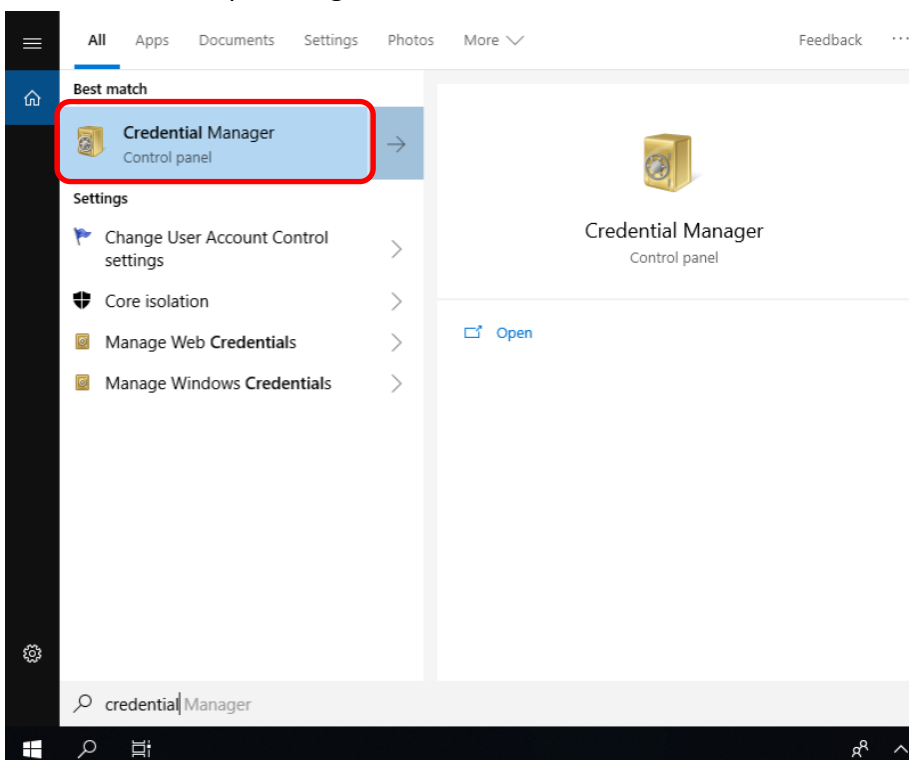 All Apps Documents Settings Photos More Feedback ...
Best match
Credential Manager
Control panel
Settings
Change User Account Control
settings
Core isolation
Manage Web Credentials
Manage Windows Credentials
Credential Manager
Control panel
Open
credential Manager